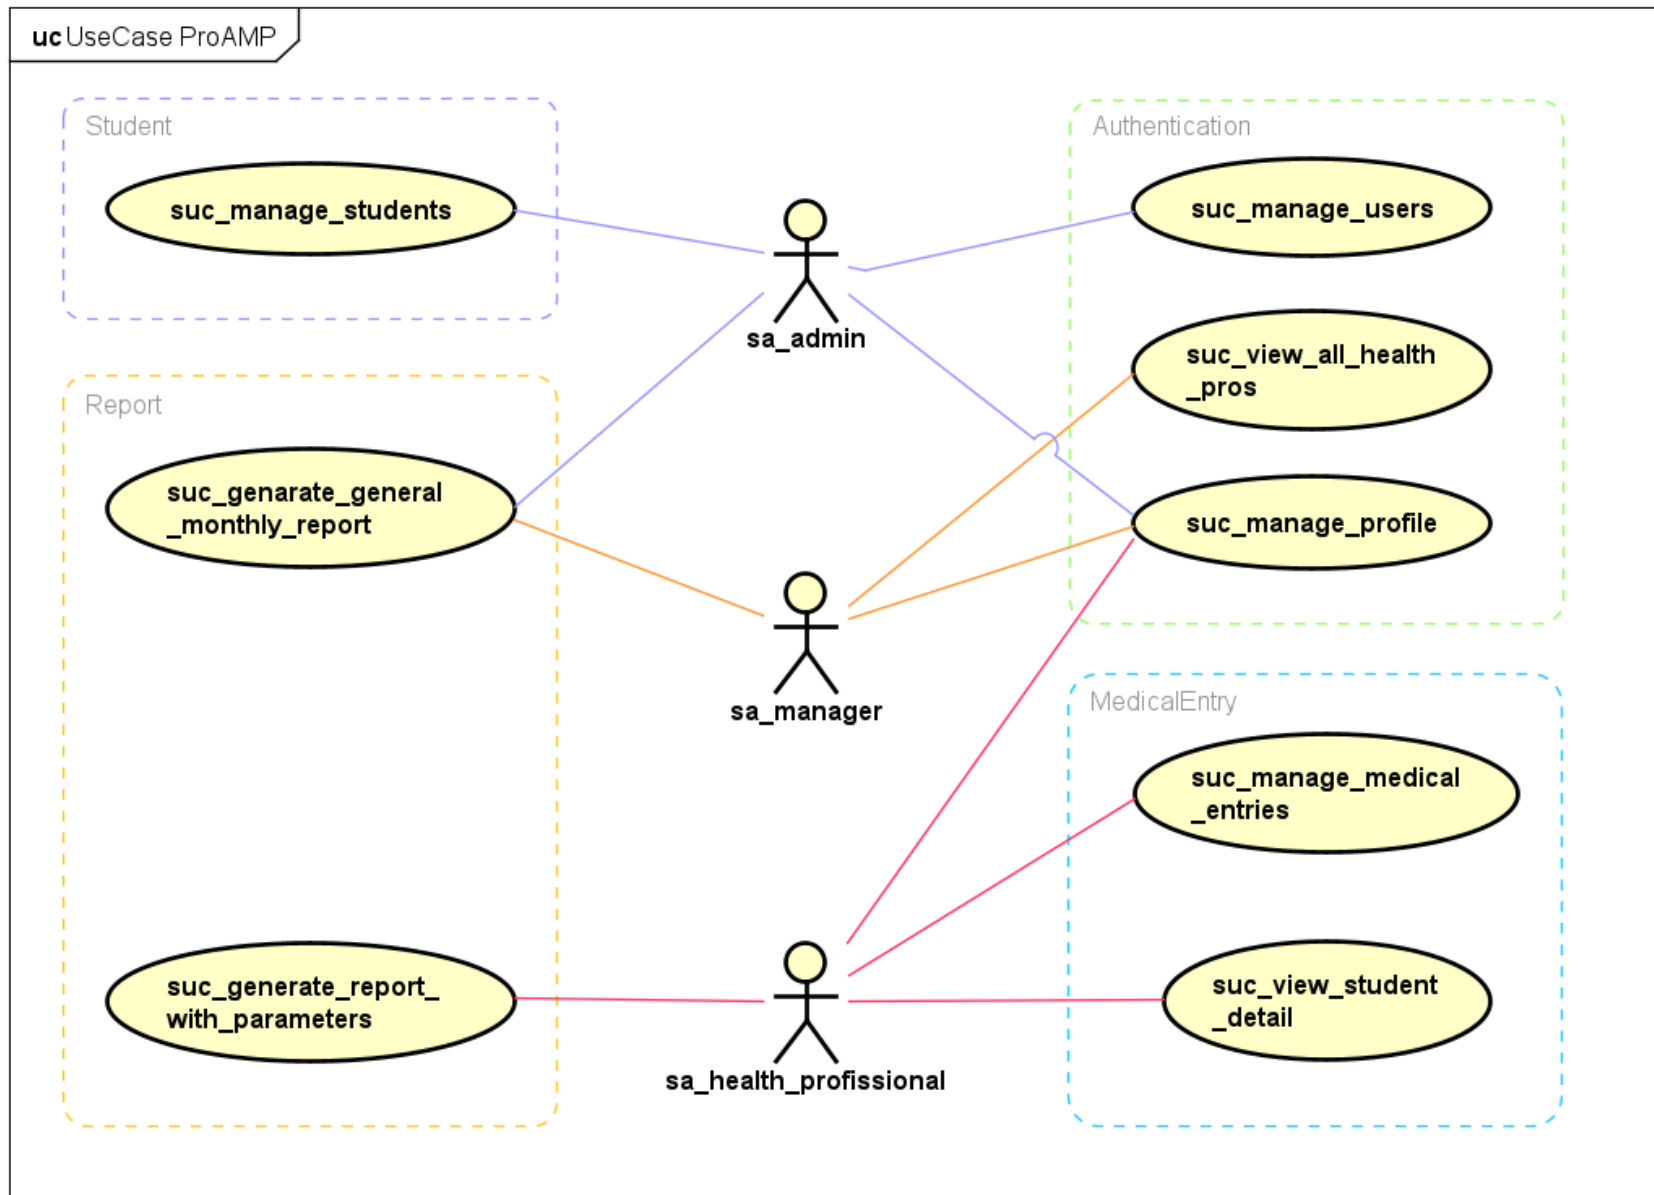 uc UseCase ProAMP
Student
suc_manage_students
sa_admin
Authentication
suc_manage_users
suc_view_all_health
_pros
suc_manage_profile
Report
suc_genarate_general
_monthly_report
sa_manager
MedicalEntry
suc_manage_medical
_entries
suc_view_student
_detail
suc_generate_report_
with_parameters
sa_health_profissional